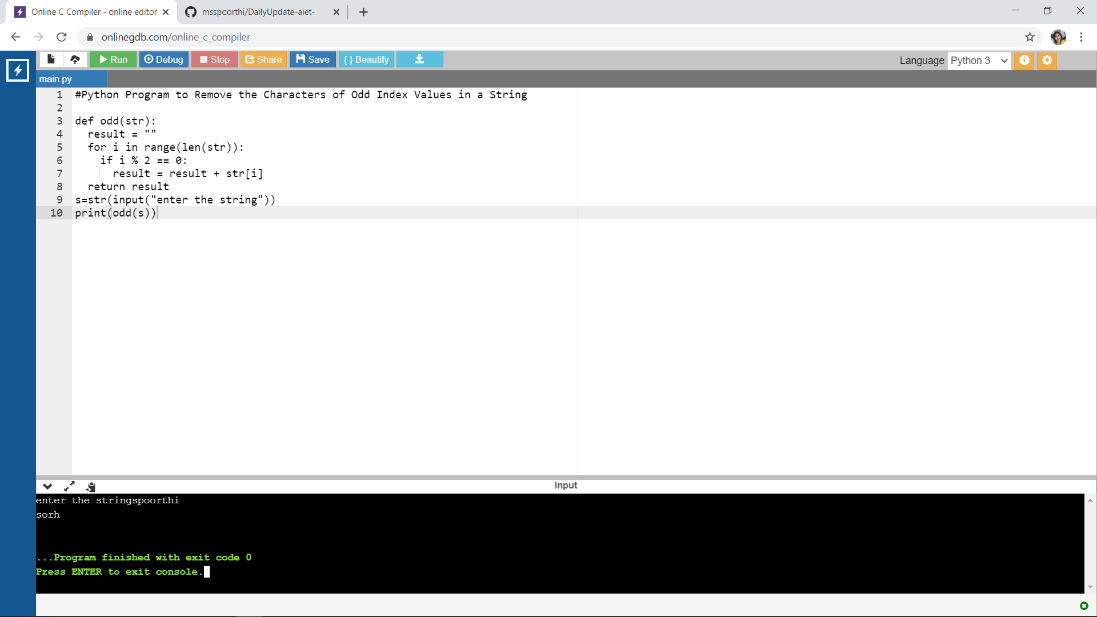 Online C Compiler - online editor
msspoorthi/DailyUpdate-aiet-
onlinegdb.com/online_c_compiler
Run Debug Stop Share Save { } Beautify Language Python 3
main.py
1 #Python Program to Remove the Characters of Odd Index Values in a String
2
3 def odd(str):
4   result = ""
5   for i in range(len(str)):
6     if i % 2 == 0:
7       result = result + str[i]
8   return result
9 s=str(input("enter the string"))
10 print(odd(s))
input
enter the stringspoorthi
sorh
...Program finished with exit code 0
Press ENTER to exit console.